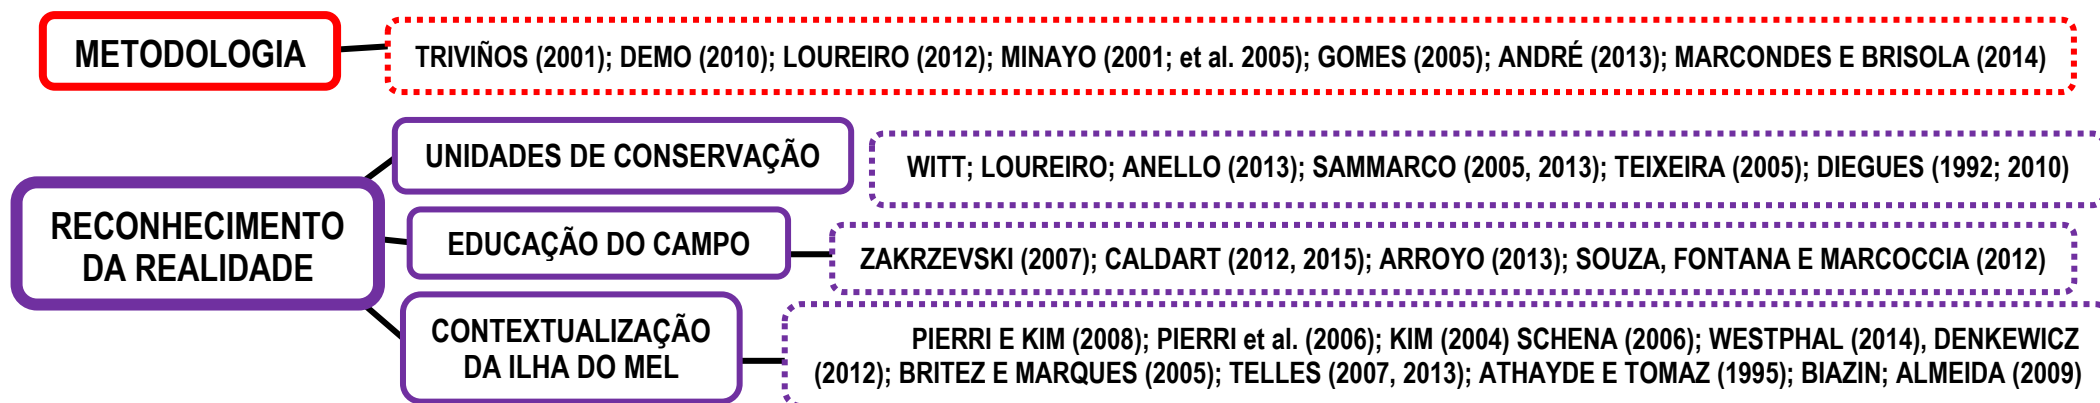 METODOLOGIA
TRIVIÑOS (2001); DEMO (2010); LOUREIRO (2012); MINAYO (2001; et al. 2005); GOMES (2005); ANDRÉ (2013); MARCONDES E BRISOLA (2014)
RECONHECIMENTO
DA REALIDADE
UNIDADES DE CONSERVAÇÃO
WITT; LOUREIRO; ANELLO (2013); SAMMARCO (2005, 2013); TEIXEIRA (2005); DIEGUES (1992; 2010)
EDUCAÇÃO DO CAMPO
ZAKRZEVSKI (2007); CALDART (2012, 2015); ARROYO (2013); SOUZA, FONTANA E MARCOCCIA (2012)
CONTEXTUALIZAÇÃO
DA ILHA DO MEL
PIERRI E KIM (2008); PIERRI et al. (2006); KIM (2004) SCHENA (2006); WESTPHAL (2014), DENKEWICZ
(2012); BRITEZ E MARQUES (2005); TELLES (2007, 2013); ATHAYDE E TOMAZ (1995); BIAZIN; ALMEIDA (2009)